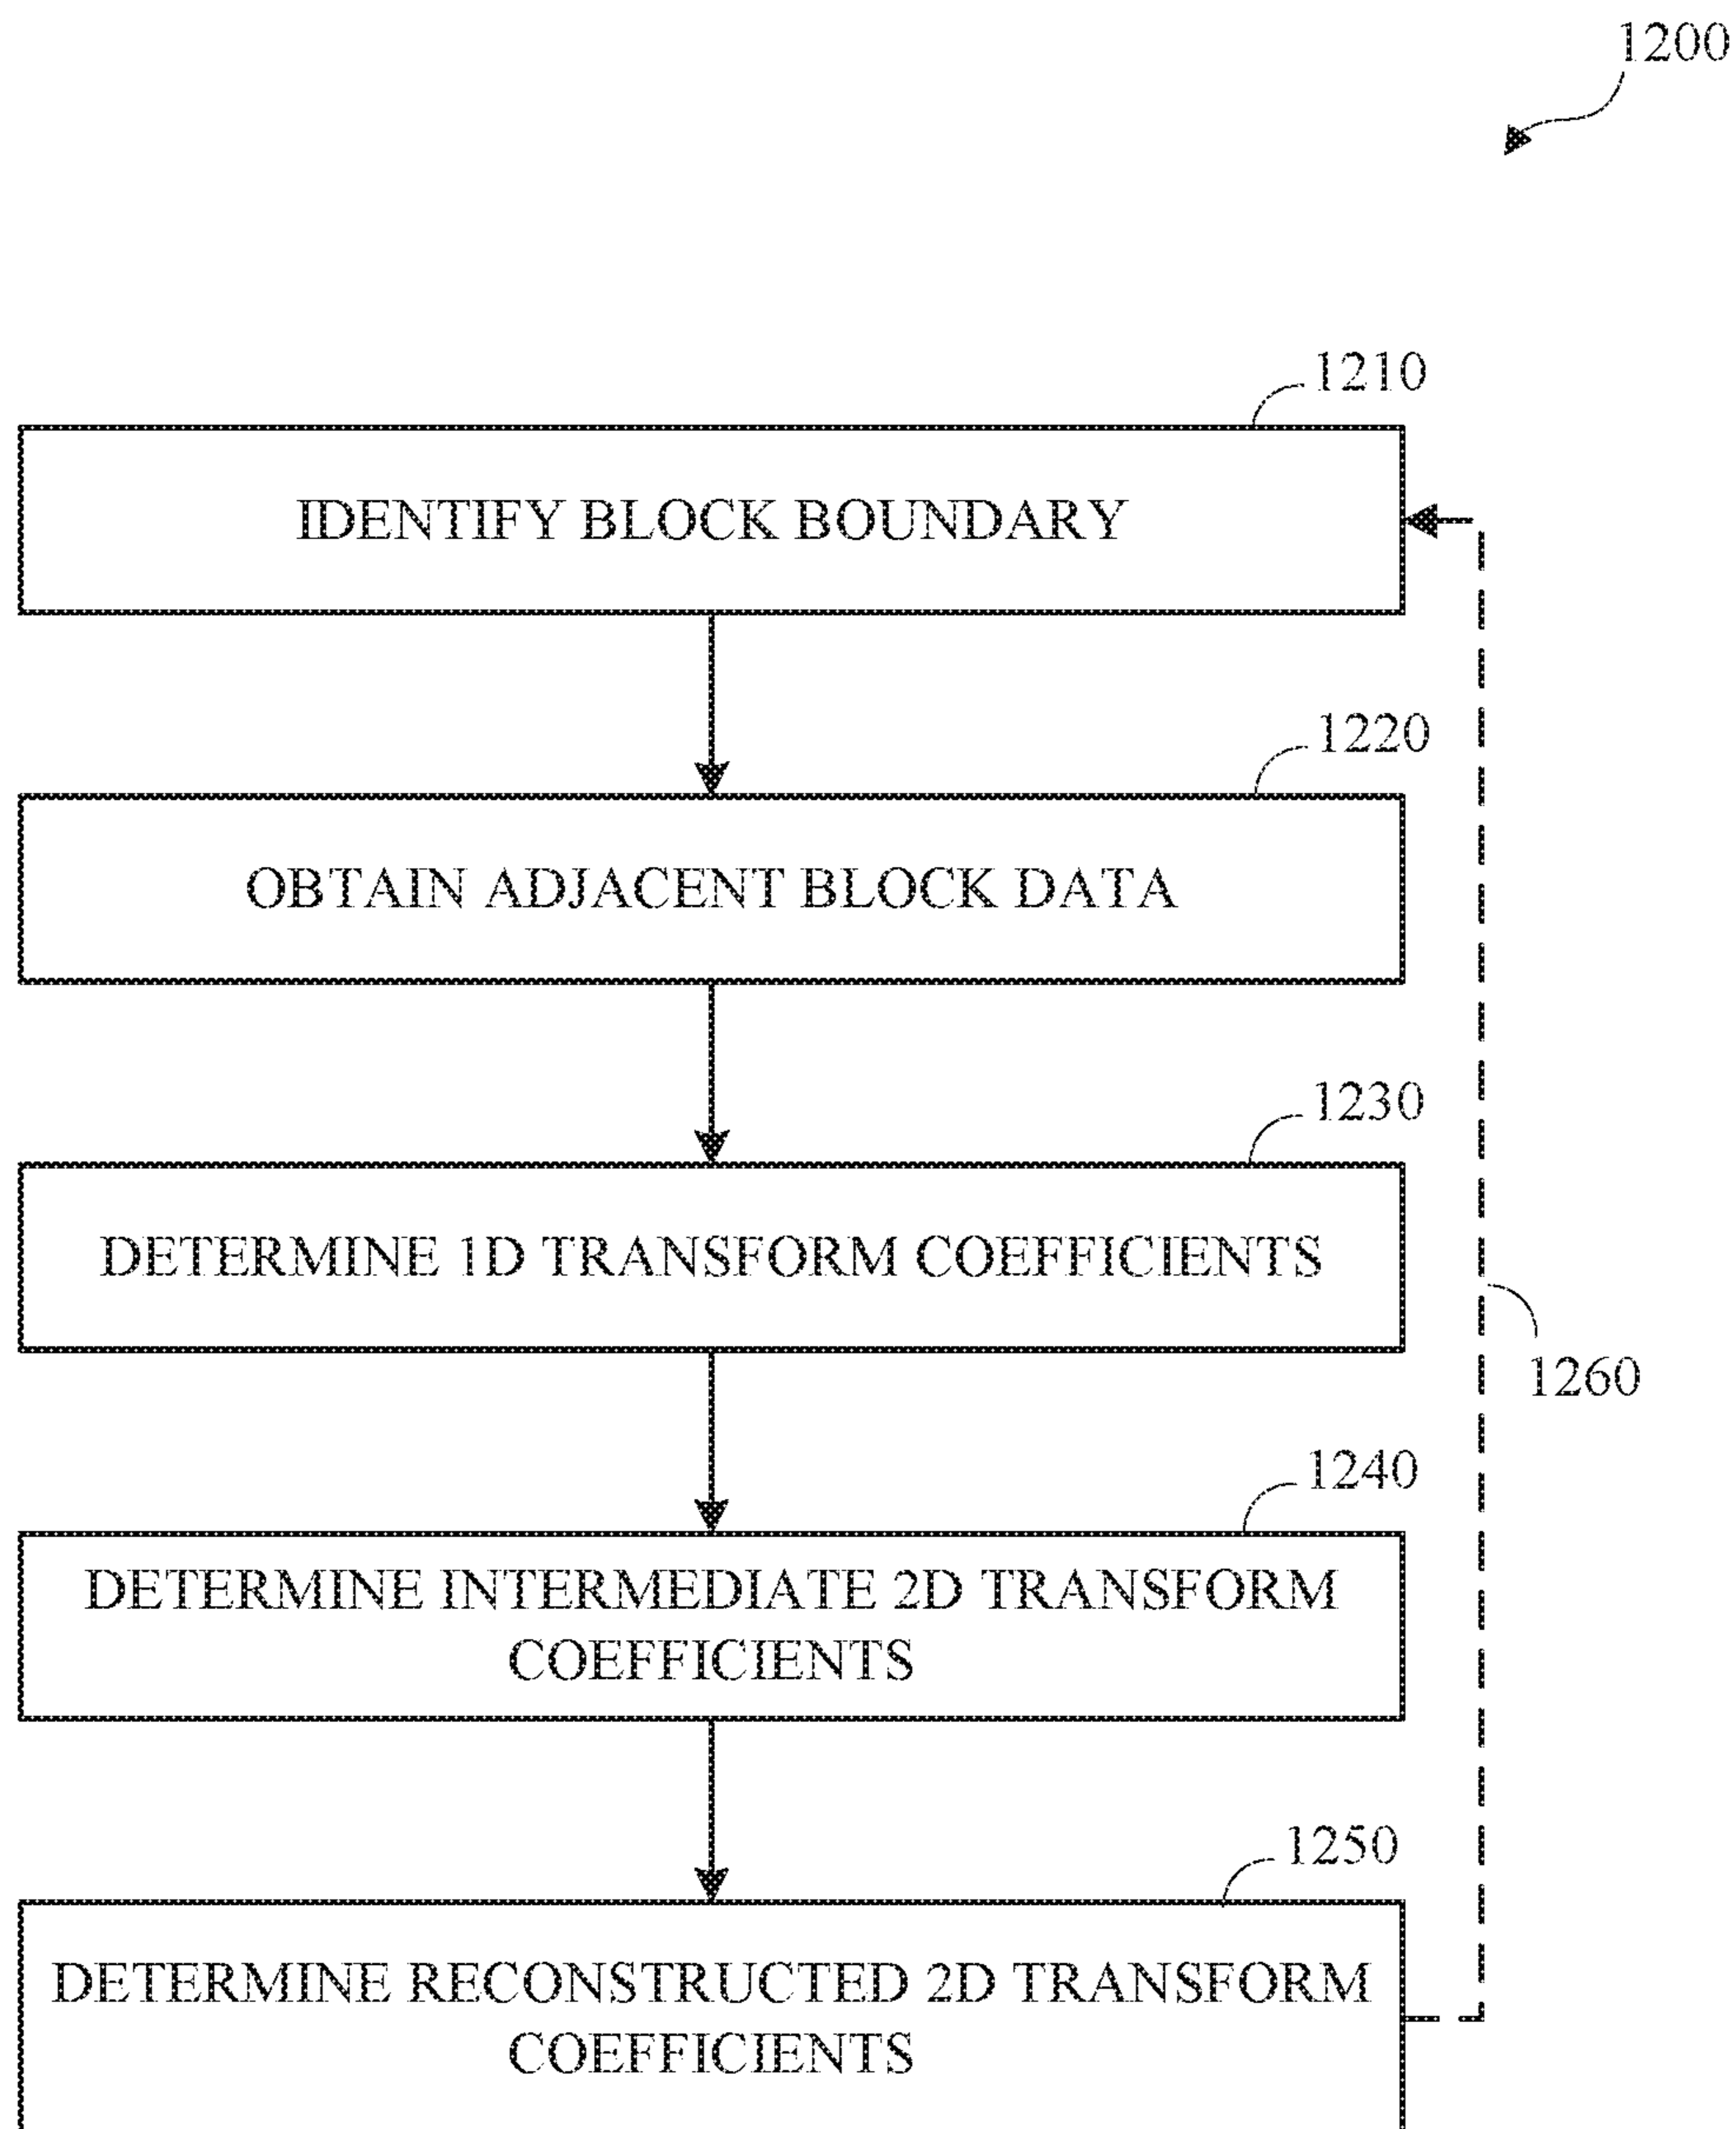 1200
1210
IDENTIFY BLOCK BOUNDARY
1220
OBTAIN ADJACENT BLOCK DATA
1230
DETERMINE 1D TRANSFORM COEFFICIENTS
1260
1240
DETERMINE INTERMEDIATE 2D TRANSFORM
COEFFICIENTS
1250
DETERMINE RECONSTRUCTED 2D TRANSFORM
COEFFICIENTS